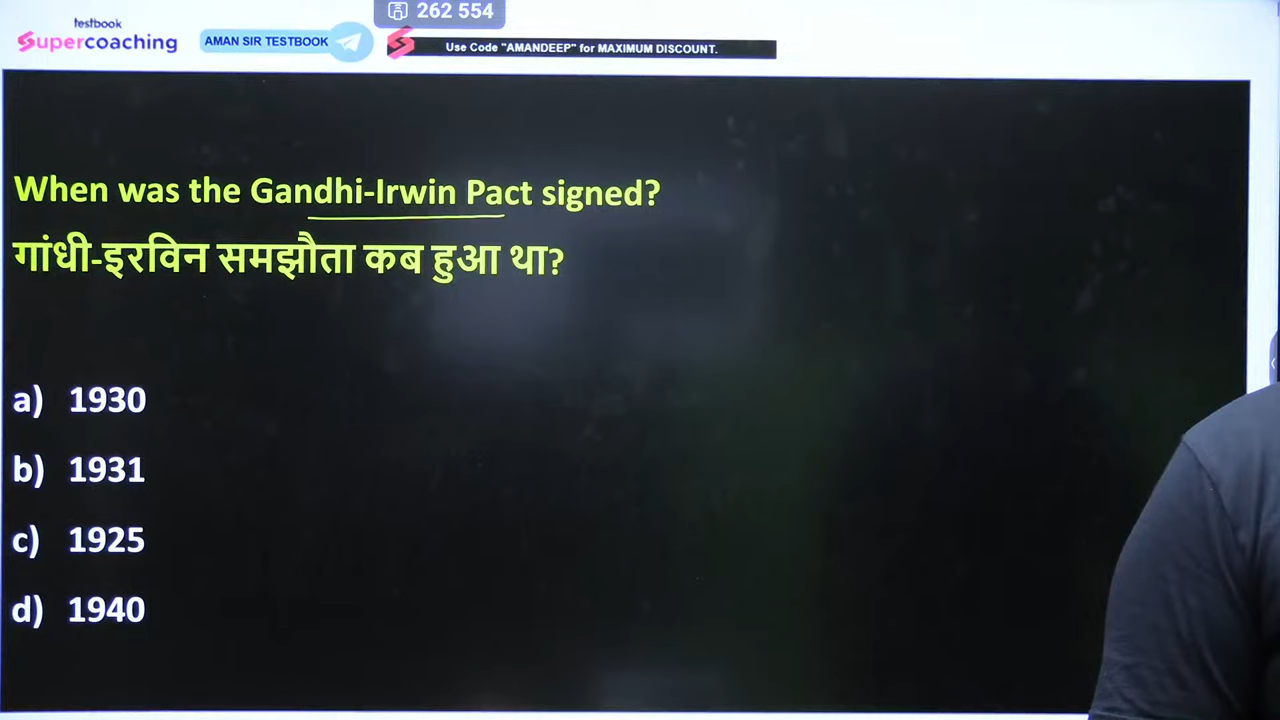 testbook
Supercoaching
AMAN SIR TESTBOOK
262 554
Use Code "AMANDEEP" for MAXIMUM DISCOUNT.
When was the Gandhi-Irwin Pact signed?
गांधी-इरविन समझौता कब हुआ था?
a) 1930
b) 1931
c) 1925
d) 1940